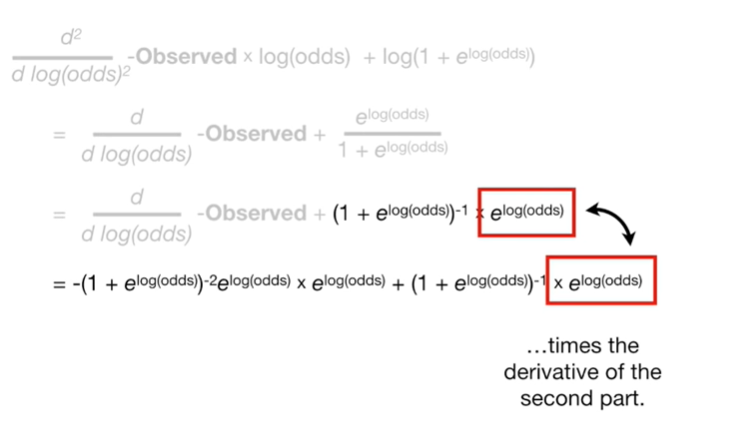 d²
d log(odds)² -Observed × log(odds) + log(1 + e^log(odds))
= d / d log(odds) -Observed + e^log(odds) / 1 + e^log(odds)
= d / d log(odds) -Observed + (1 + e^log(odds))^-1 x e^log(odds)
= -(1 + e^log(odds))^-2 e^log(odds) x e^log(odds) + (1 + e^log(odds))^-1 x e^log(odds)
…times the
derivative of the
second part.